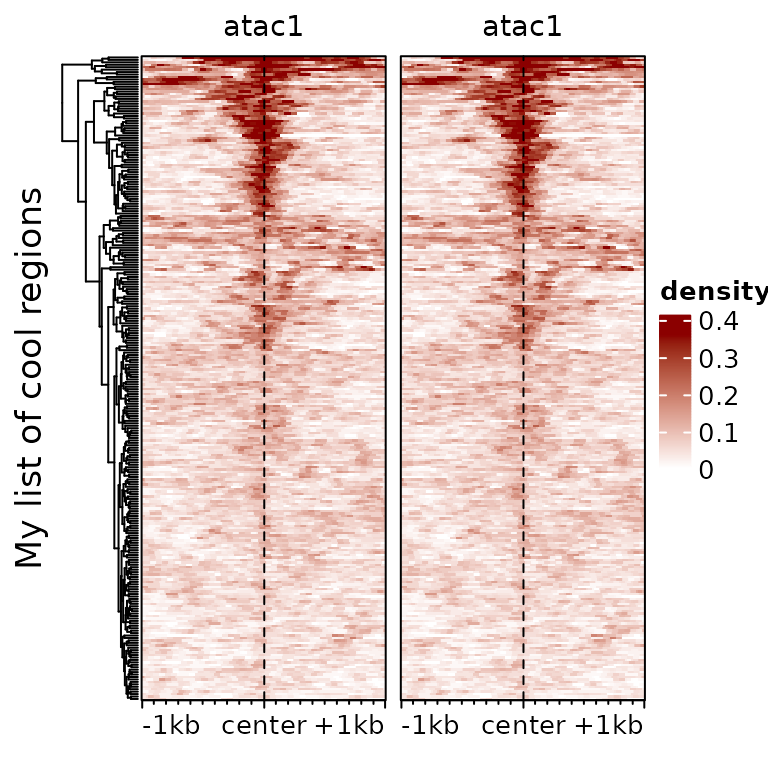 atac1 atac1
My list of cool regions
density
0.4
0.3
0.2
0.1
0
-1kb center +1kb -1kb center +1kb